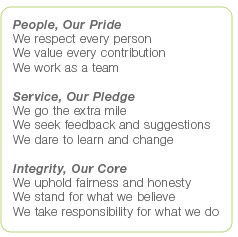 People, Our Pride
We respect every person
We value every contribution
We work as a team
Service, Our Pledge
We go the extra mile
We seek feedback and suggestions
We dare to learn and change
Integrity, Our Core
We uphold fairness and honesty
We stand for what we believe
We take responsibility for what we do